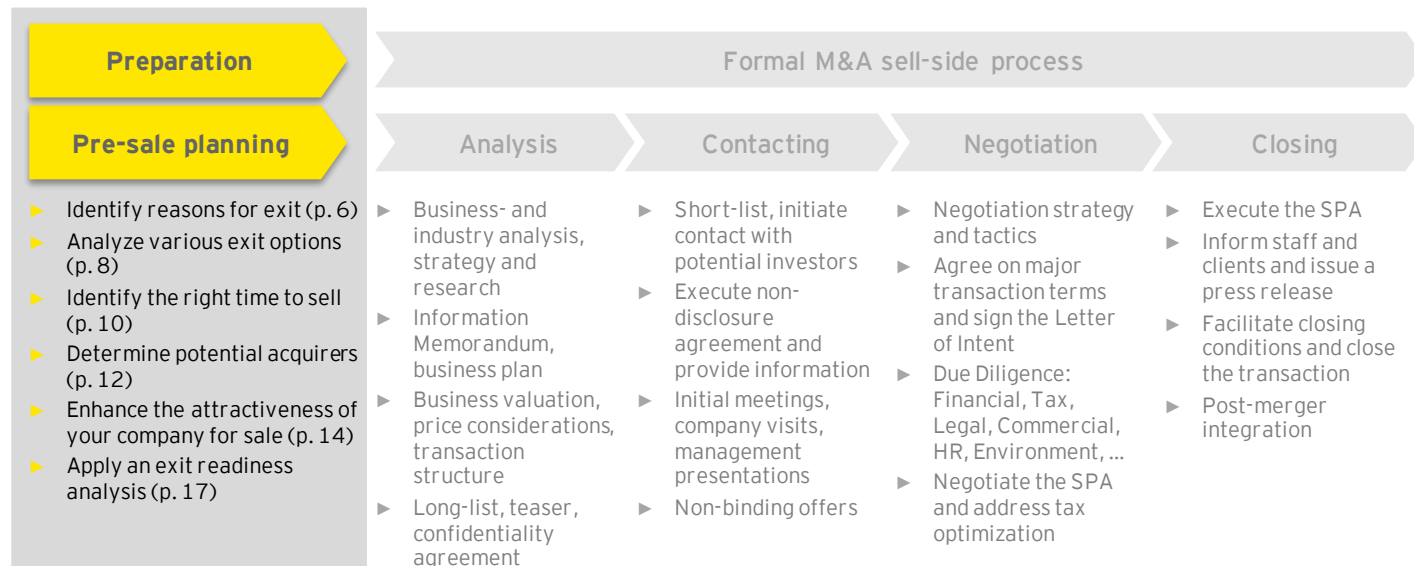 Preparation
Formal M&A sell-side process
Pre-sale planning
Analysis
Contacting
Negotiation
Closing
► Identify reasons for exit (p. 6)
► Analyze various exit options
(p. 8)
► Identify the right time to sell
(p. 10)
► Determine potential acquirers
(p. 12)
► Enhance the attractiveness of
your company for sale (p. 14)
► Apply an exit readiness
analysis (p. 17)
► Business- and
industry analysis,
strategy and
research
► Information
Memorandum,
business plan
► Business valuation,
price considerations,
transaction
structure
► Long-list, teaser,
confidentiality
agreement
► Short-list, initiate
contact with
potential investors
► Execute non-
disclosure
agreement and
provide information
► Initial meetings,
company visits,
management
presentations
► Non-binding offers
► Negotiation strategy
and tactics
► Agree on major
transaction terms
and sign the Letter
of Intent
► Due Diligence:
Financial, Tax,
Legal, Commercial,
HR, Environment, ...
► Negotiate the SPA
and address tax
optimization
► Execute the SPA
► Inform staff and
clients and issue a
press release
► Facilitate closing
conditions and close
the transaction
► Post-merger
integration